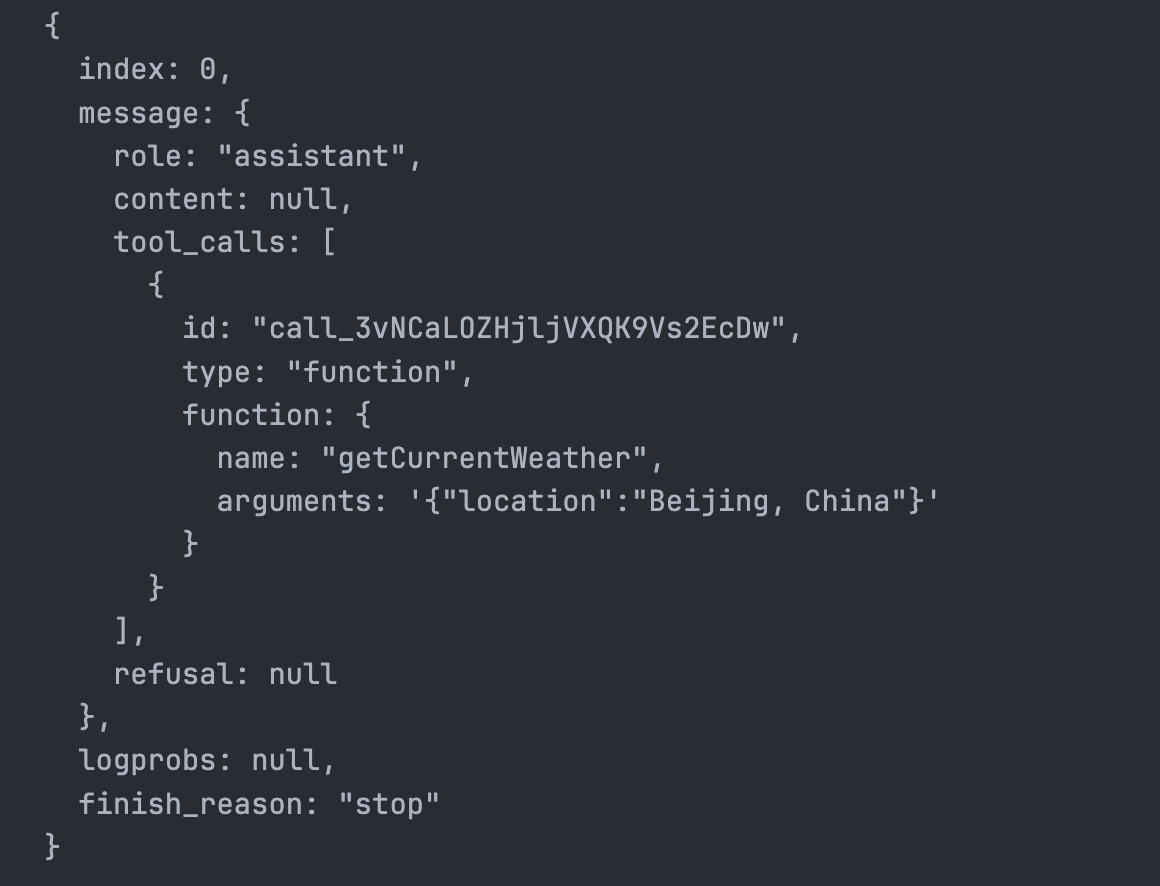 {
index: 0,
message: {
role: "assistant",
content: null,
tool_calls: [
{
id: "call_3vNCaLOZHjljVXQK9Vs2EcDw",
type: "function",
function: {
name: "getCurrentWeather",
arguments: '{"location":"Beijing, China"}'
}
}
],
refusal: null
},
logprobs: null,
finish_reason: "stop"
}